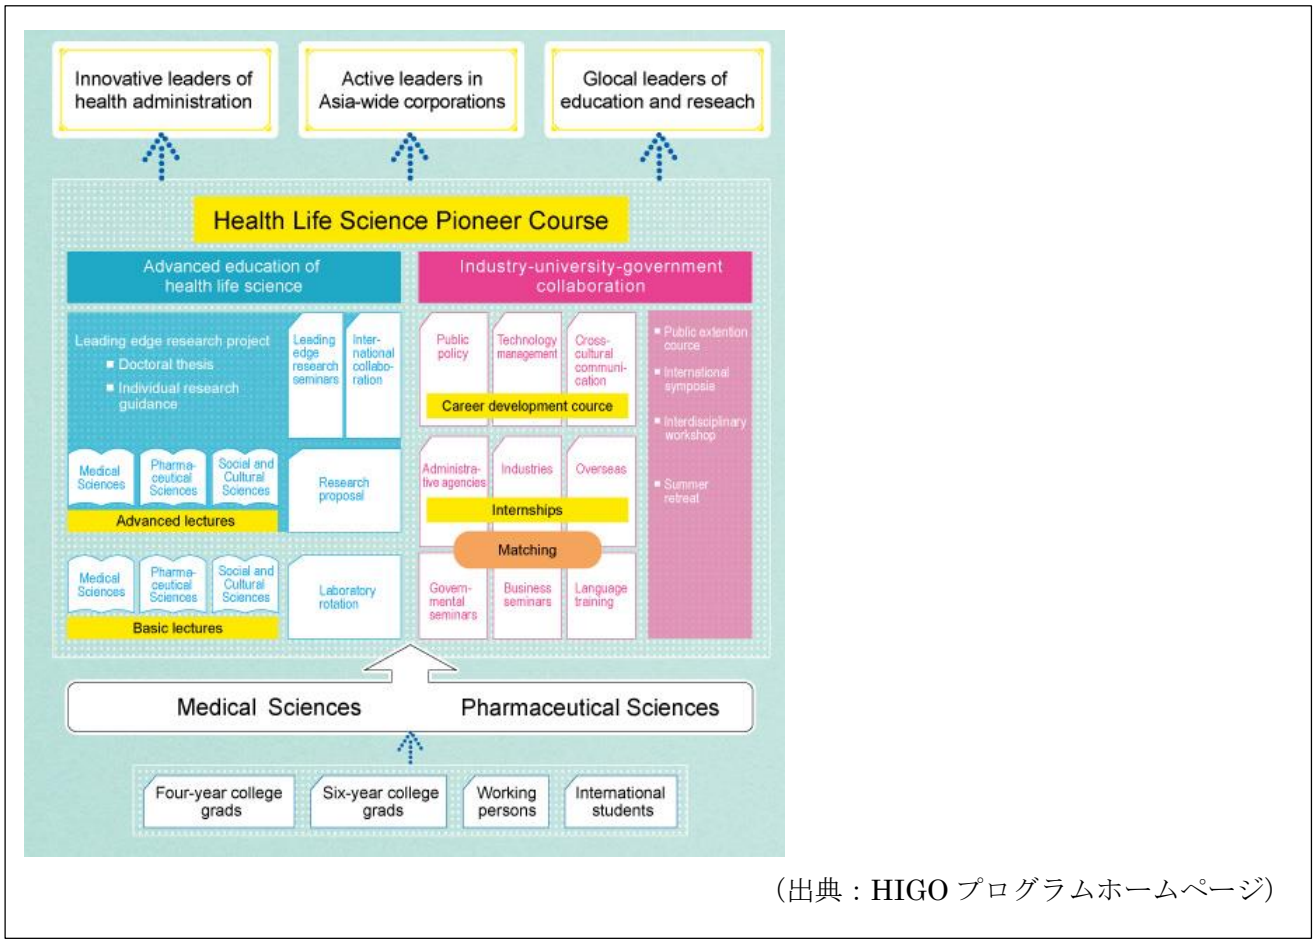 Innovative leaders of
health administration
Active leaders in
Asia-wide corporations
Glocal leaders of
education and reseach
Health Life Science Pioneer Course
Advanced education of
health life science
Industry-university-government
collaboration
Leading edge research project
■ Doctoral thesis
■ Individual research
guidance
Leading
edge
research
seminars
Inter-
national
collabo-
ration
Medical
Sciences
Pharma-
ceutical
Sciences
Social and
Cultural
Sciences
Advanced lectures
Research
proposal
Medical
Sciences
Pharma-
ceutical
Sciences
Social and
Cultural
Sciences
Basic lectures
Laboratory
rotation
Public
policy
Technology
management
Cross-
cultural
communi-
cation
Career development cource
Administra-
tive agencies
Industries
Overseas
Internships
Matching
Govern-
mental
seminars
Business
seminars
Language
training
■ Public extention
cource
■ International
symposia
■ Interdisciplinary
workshop
■ Summer
retreat
Medical Sciences
Pharmaceutical Sciences
Four-year college
grads
Six-year college
grads
Working
persons
International
students
（出典：HIGO プログラムホームページ）